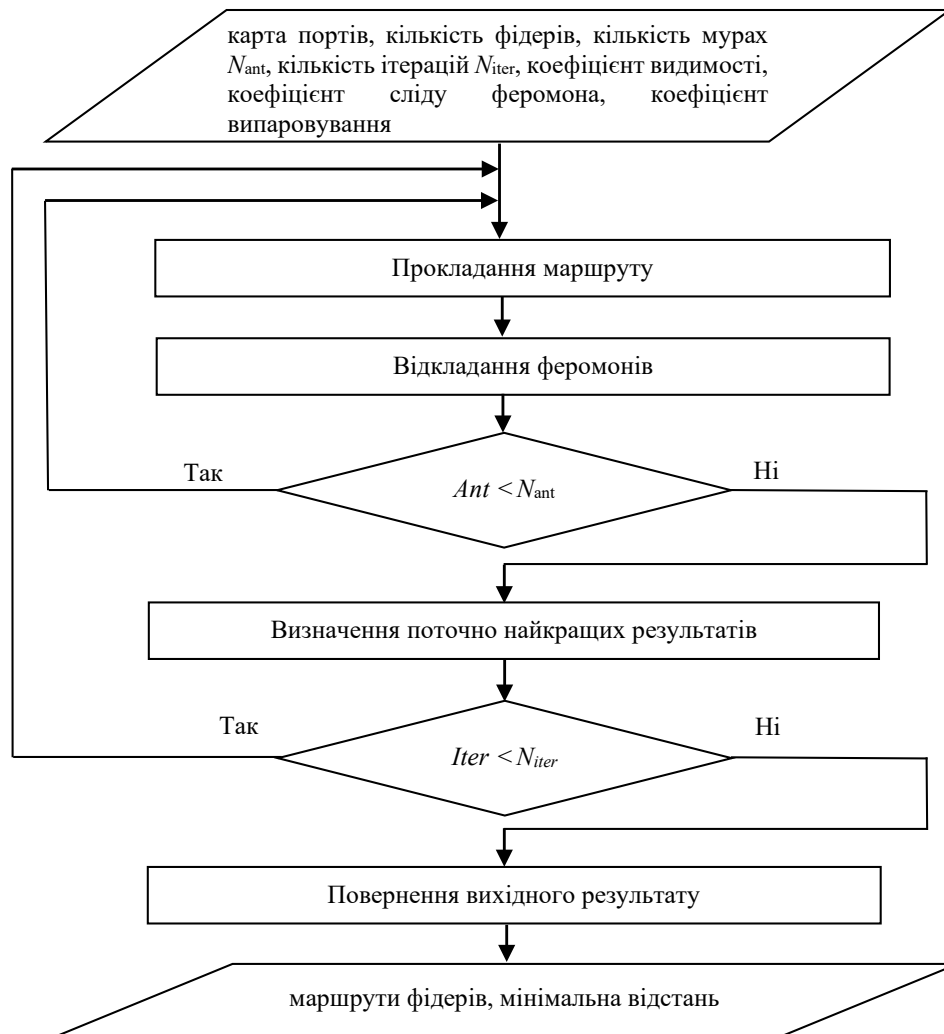 карта портів, кількість фідерів, кількість мурах
Nant, кількість ітерацій Niter, коефіцієнт видимості,
коефіцієнт сліду феромона, коефіцієнт
випаровування
Прокладання маршруту
Відкладання феромонів
Так
Ні
Ant < Nant
Визначення поточно найкращих результатів
Так
Ні
Iter < Niter
Повернення вихідного результату
маршрути фідерів, мінімальна відстань